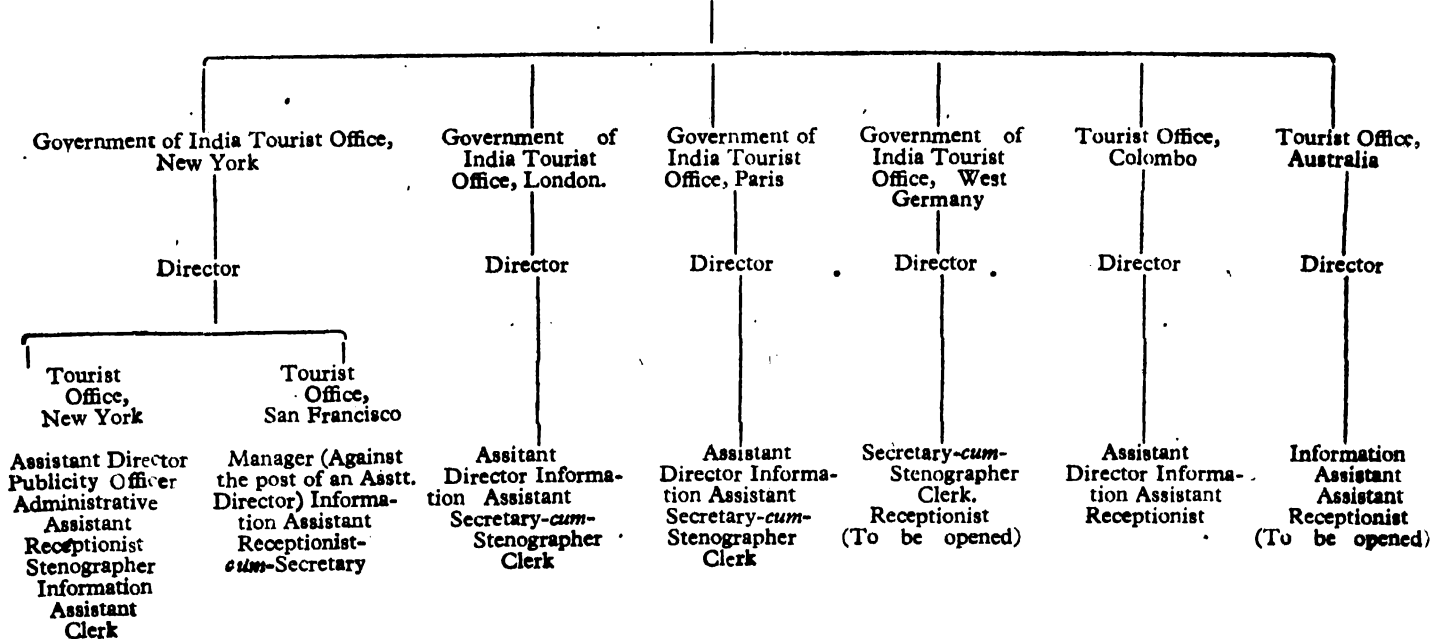 Government of India Tourist Office,
New York
Government of
India Tourist
Office, London.
Government of
India Tourist
Office, Paris
Government of
India Tourist
Office, West
Germany
Tourist Office,
Colombo
Tourist Office,
Australia
Director
Director
Director
Director
Director
Director
Tourist
Office,
New York
Tourist
Office,
San Francisco
Assistant Director
Publicity Officer
Administrative
Assistant
Receptionist
Stenographer
Information
Assistant
Clerk
Manager (Against
the post of an Asstt.
Director) Informa-
tion Assistant
Receptionist-
cum-Secretary
Assitant
Director Informa-
tion Assistant
Secretary-cum-
Stenographer
Clerk
Assistant
Director Informa-
tion Assistant
Secretary-cum-
Stenographer
Clerk
Secretary-cum-
Stenographer
Clerk.
Receptionist
(To be opened)
Assistant
Director Informa-
tion Assistant
Receptionist
Information
Assistant
Assistant
Receptionist
(To be opened)